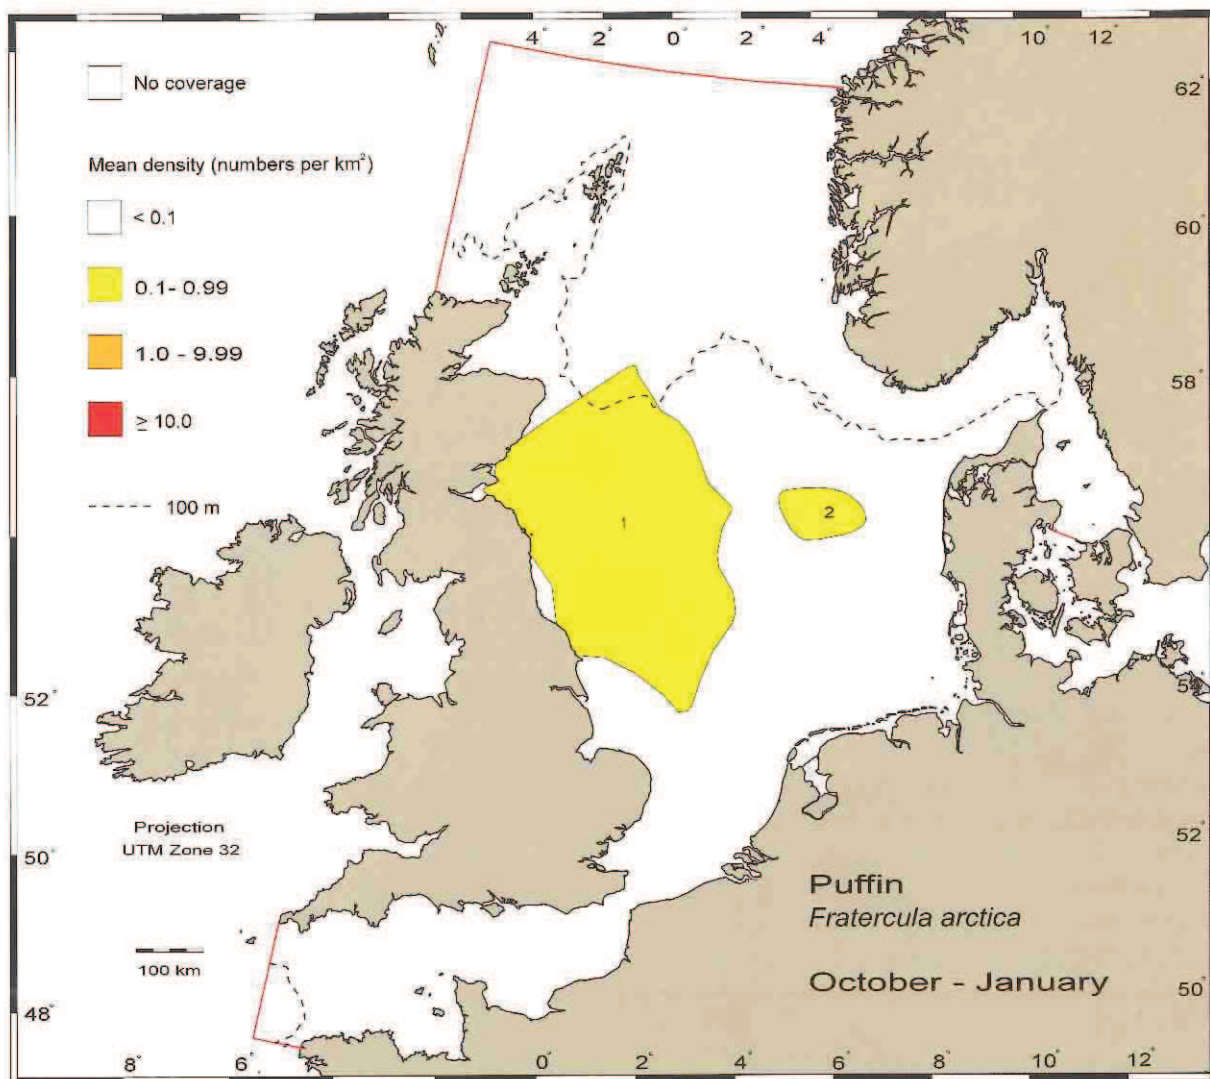 4° 2° 0° 2° 4° 10° 12°
No coverage
62°
Mean density (numbers per km²)
< 0.1
60°
0.1- 0.99
1.0 - 9.99
58°
≥ 10.0
100 m
1
2
52°
Projection
UTM Zone 32
50°
52°
Puffin
Fratercula arctica
100 km
October - January
50°
48°
8° 6° 0° 2° 4° 6° 8° 10° 12°